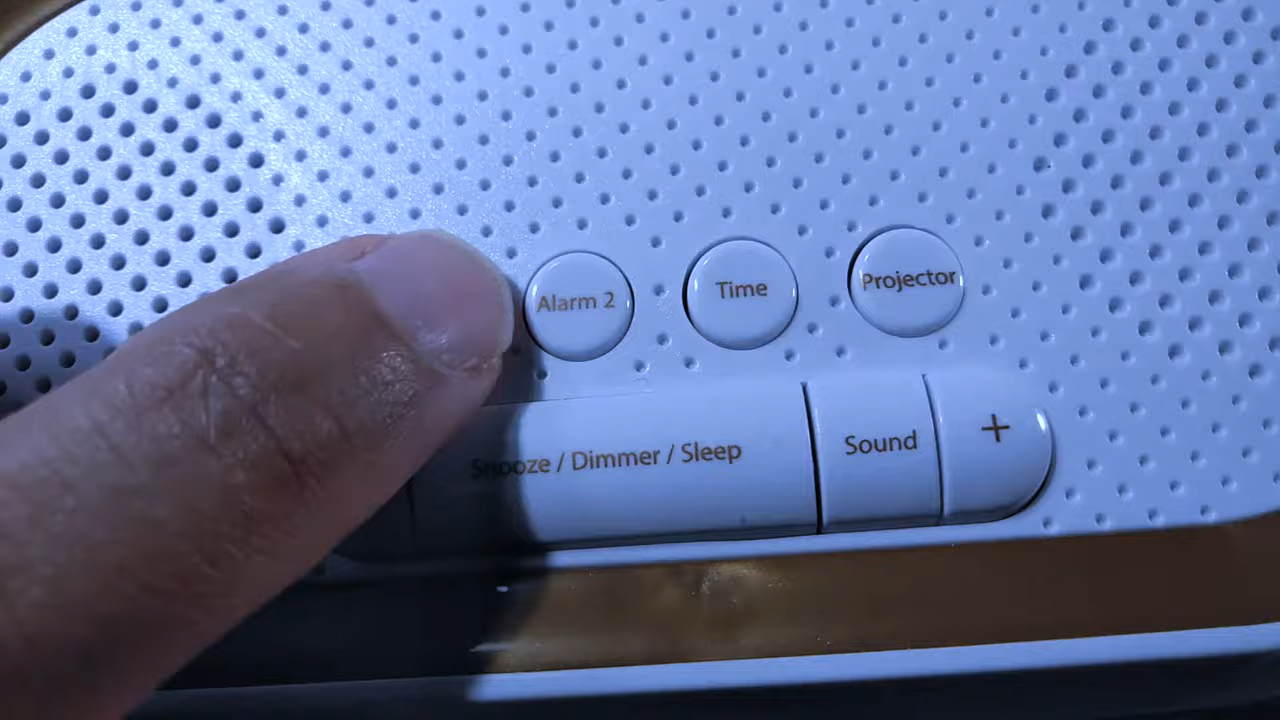 Alarm 2
Time
Projector
Snooze / Dimmer / Sleep
Sound
+